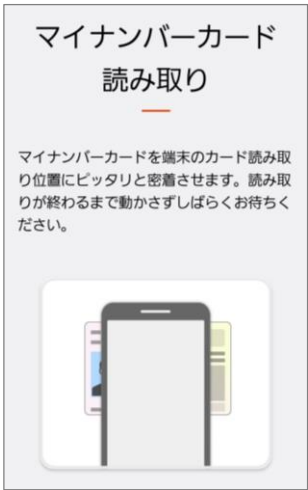 マイナンバーカード
読み取り
マイナンバーカードを端末のカード読み取
り位置にピッタリと密着させます。読み取
りが終わるまで動かさずしばらくお待ちく
ださい。